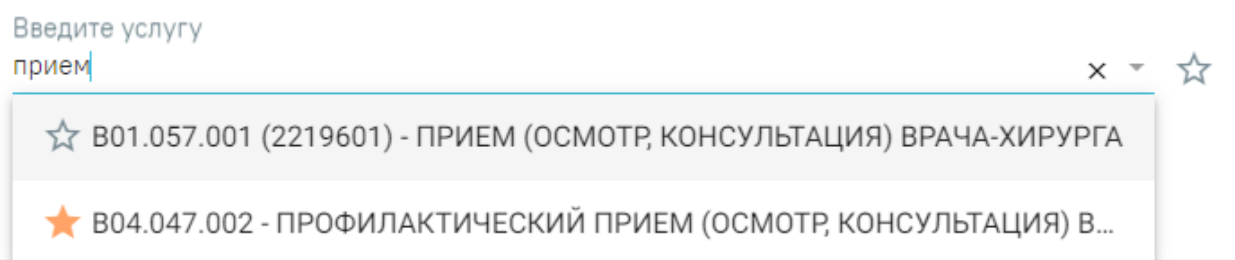 Введите услугу
прием
B01.057.001 (2219601) - ПРИЕМ (ОСМОТР, КОНСУЛЬТАЦИЯ) ВРАЧА-ХИРУРГА
B04.047.002 - ПРОФИЛАКТИЧЕСКИЙ ПРИЕМ (ОСМОТР, КОНСУЛЬТАЦИЯ) В...